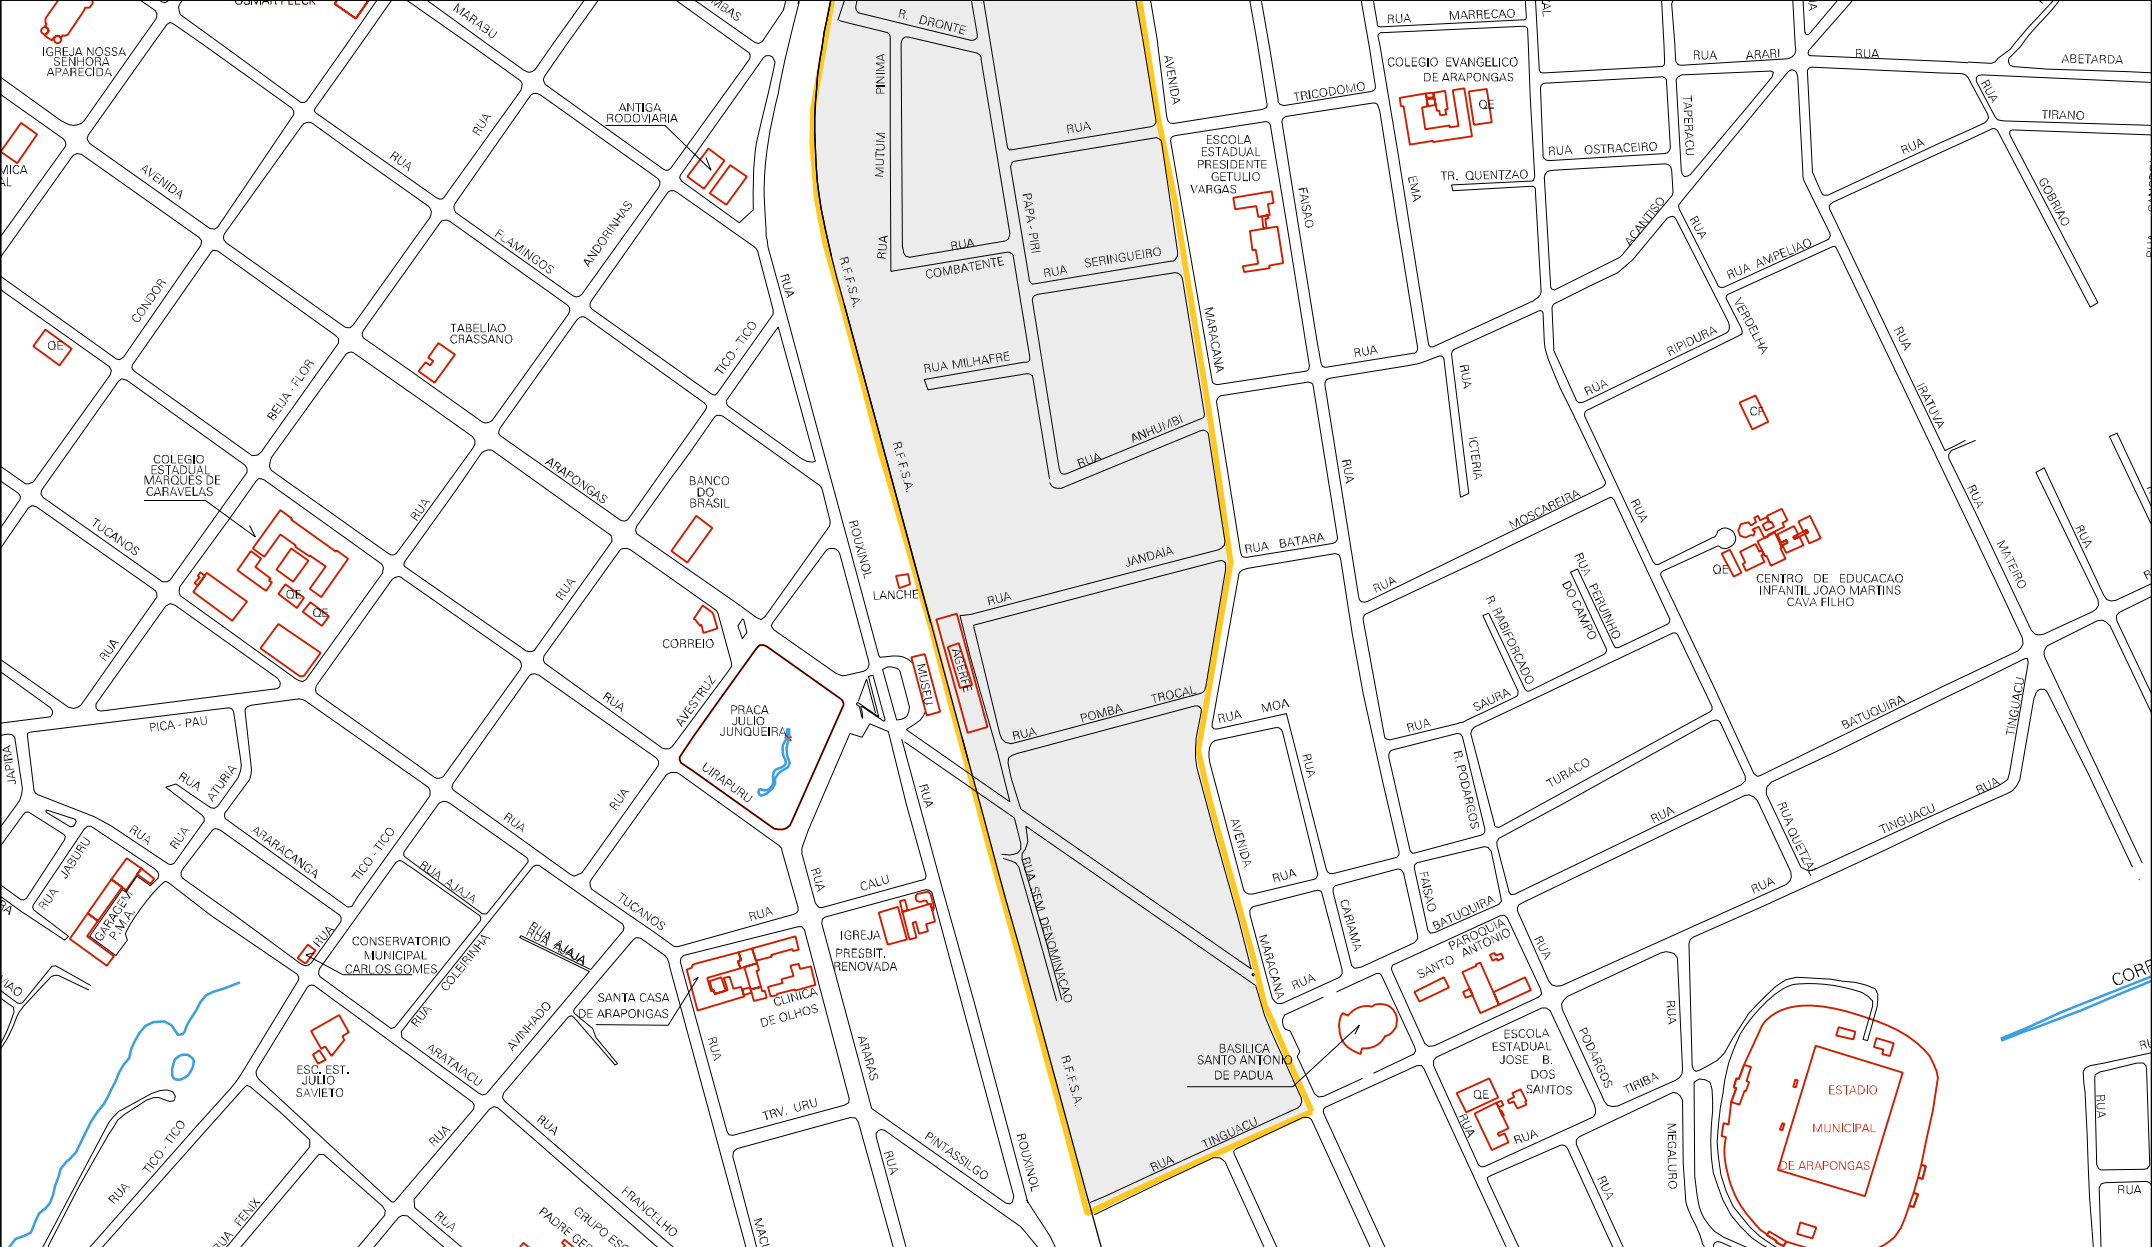 IGREJA NOSSA
SENHORA
APARECIDA
MARABU
R. DRONTE
RUA MARRECAO
RUA ARARI
RUA
ABETARDA
COLEGIO EVANGELICO
DE ARAPONGAS
QE
PINIMA
AVENIDA
TRICODOMO
RUA
TIRANO
TAPERACU
ANTIGA
RODOVIARIA
RUA
RUA
RUA
MUTUM
ESCOLA
ESTADUAL
PRESIDENTE
GETULIO
VARGAS
RUA OSTRACEIRO
TR. QUENTZAO
RUA
AVENIDA
EMA
FAISAO
GOBRIAO
ANDORINHAS
FLAMINGOS
PAPA - PIRI
RUA
RUA
COMBATENTE
RUA SERINGUEIRO
ACANTISO
RUA
RUA AMPELIAO
R.F.F.S.A.
RUA
CONDOR
QE
TABELIAO
CRASSANO
TICO - TICO
RUA MILHAFRE
MARACANA
RUA
RIPIDURA
RUA
VERDELHA
RUA
BEIJA - FLOR
RUA
ICTERIA
IRATUVA
ANHUMBI
RUA
R.F.F.S.A.
COLEGIO
ESTADUAL
MARQUES DE
CARAVELAS
ARAPONGAS
BANCO
DO
BRASIL
RUA
RUA
MOSCAREIRA
RUA
RUA
RUA
TUCANOS
RUA
ROUXINOL
JANDAIA
RUA
RUA BATARA
RUA
RUA PERUINHO
DO CAMPO
R. RABIFORCADO
QE
CENTRO DE EDUCACAO
INFANTIL JOAO MARTINS
CAVA FILHO
MATEIRO
QE
QE
LANCHE
CORREIO
RUA
RUA
AVESTRUZ
MUSEU
AGERFE
PRACA
JULIO
JUNQUEIRA
UIRAPURU
RUA
POMBA TROCAL
RUA MOA
RUA
RUA
SAURA
R. PODARGOS
TURACO
BATUQUIRA
TINGUACU
PICA - PAU
JAPIRA
RUA
ATURIA
RUA
RUA
RUA
RUA
RUA
TINGUACU
RUA
RUA QUETZAL
JABURU
RUA
RUA
ARARACANGA
TICO - TICO
RUA AJAJA
RUA
TUCANOS
RUA
RUA
CALU
RUA SEM DENOMINACAO
AVENIDA
RUA
FAISAO
BATUQUIRA
RUA
GARAGEM
P.M.A.
RUA
CONSERVATORIO
MUNICIPAL
CARLOS GOMES
COLEIRINHA
RUA
RUA AJAJA
RUA AJAJA
IGREJA
PRESBIT.
RENOVADA
MARACANA
CARIAMA
RUA
PAROQUIA
SANTO ANTONIO
RUA
SANTA CASA
DE ARAPONGAS
CLINICA
DE OLHOS
AVINHADO
ARATAIACU
RUA
ARARAS
R.F.F.S.A.
BASILICA
SANTO ANTONIO
DE PADUA
ESCOLA
ESTADUAL
JOSE B.
DOS
SANTOS
QE
RUA
RUA
PODARGOS
TIRIBA
RUA
MEGALURO
ESC. EST.
JULIO
SAVIETO
TRV. URU
RUA
RUA
RUA
PINTASSILGO
ROUXINOL
RUA
TINGUACU
RUA
ESTADIO
MUNICIPAL
DE ARAPONGAS
RUA
RUA
TICO - TICO
RUA
RUA FENIX
RUA
FRANCELHO